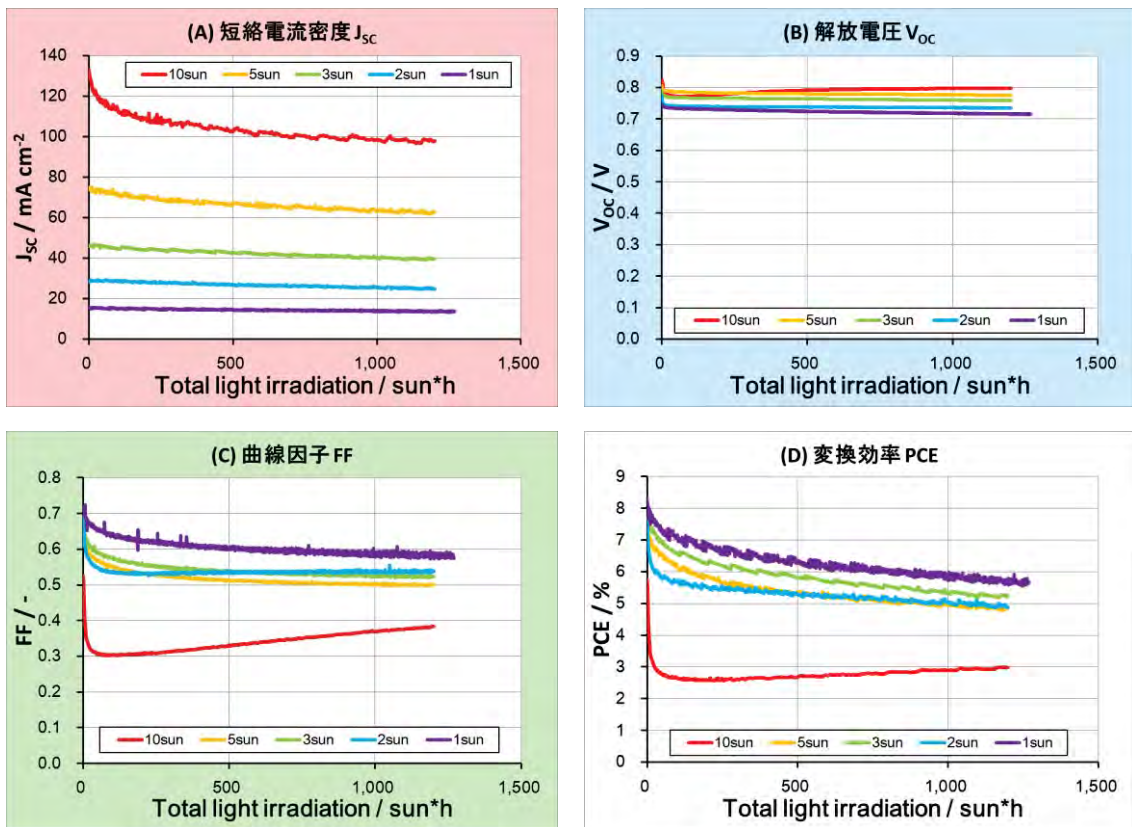 (A) 短絡電流密度 JSC
JSC / mA cm-2
140
120
100
80
60
40
20
0
10sun 5sun 3sun 2sun 1sun
0 500 1,000 1,500
Total light irradiation / sun*h
(B) 解放電圧 VOC
VOC / V
0.9
0.8
0.7
0.6
0.5
0.4
0.3
0.2
0.1
0.0
10sun 5sun 3sun 2sun 1sun
0 500 1,000 1,500
Total light irradiation / sun*h
(C) 曲線因子 FF
FF / -
0.8
0.7
0.6
0.5
0.4
0.3
0.2
0.1
0.0
10sun 5sun 3sun 2sun 1sun
0 500 1,000 1,500
Total light irradiation / sun*h
(D) 変換効率 PCE
PCE / %
9
8
7
6
5
4
3
2
1
0
10sun 5sun 3sun 2sun 1sun
0 500 1,000 1,500
Total light irradiation / sun*h